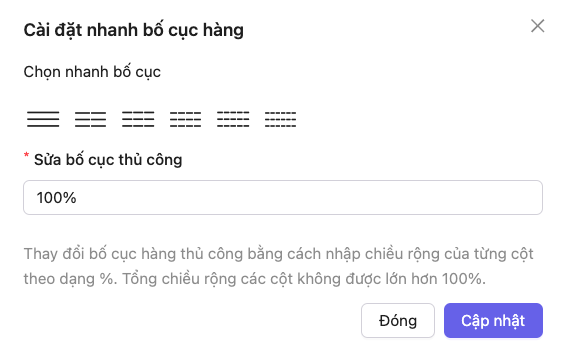 Cài đặt nhanh bố cục hàng
Chọn nhanh bố cục
* Sửa bố cục thủ công
100%
Thay đổi bố cục hàng thủ công bằng cách nhập chiều rộng của từng cột
theo dạng %. Tổng chiều rộng các cột không được lớn hơn 100%.
Đóng
Cập nhật